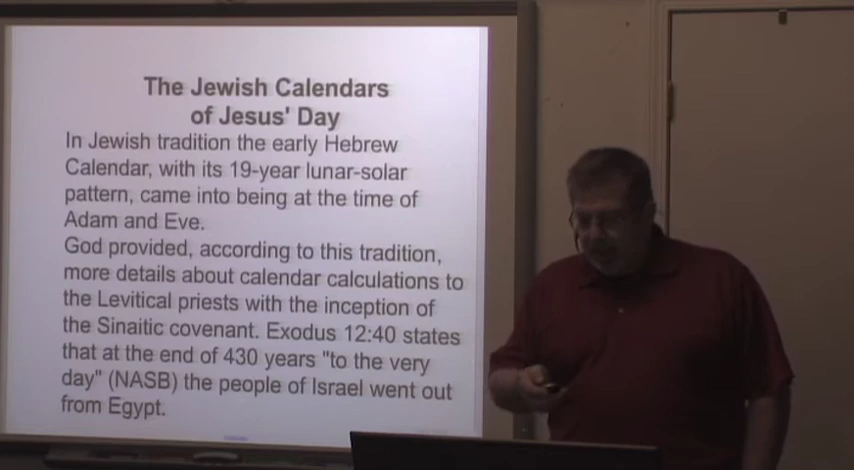 The Jewish Calendars
of Jesus' Day
In Jewish tradition the early Hebrew
Calendar, with its 19-year lunar-solar
pattern, came into being at the time of
Adam and Eve.
God provided, according to this tradition,
more details about calendar calculations to
the Levitical priests with the inception of
the Sinaitic covenant. Exodus 12:40 states
that at the end of 430 years "to the very
day" (NASB) the people of Israel went out
from Egypt.